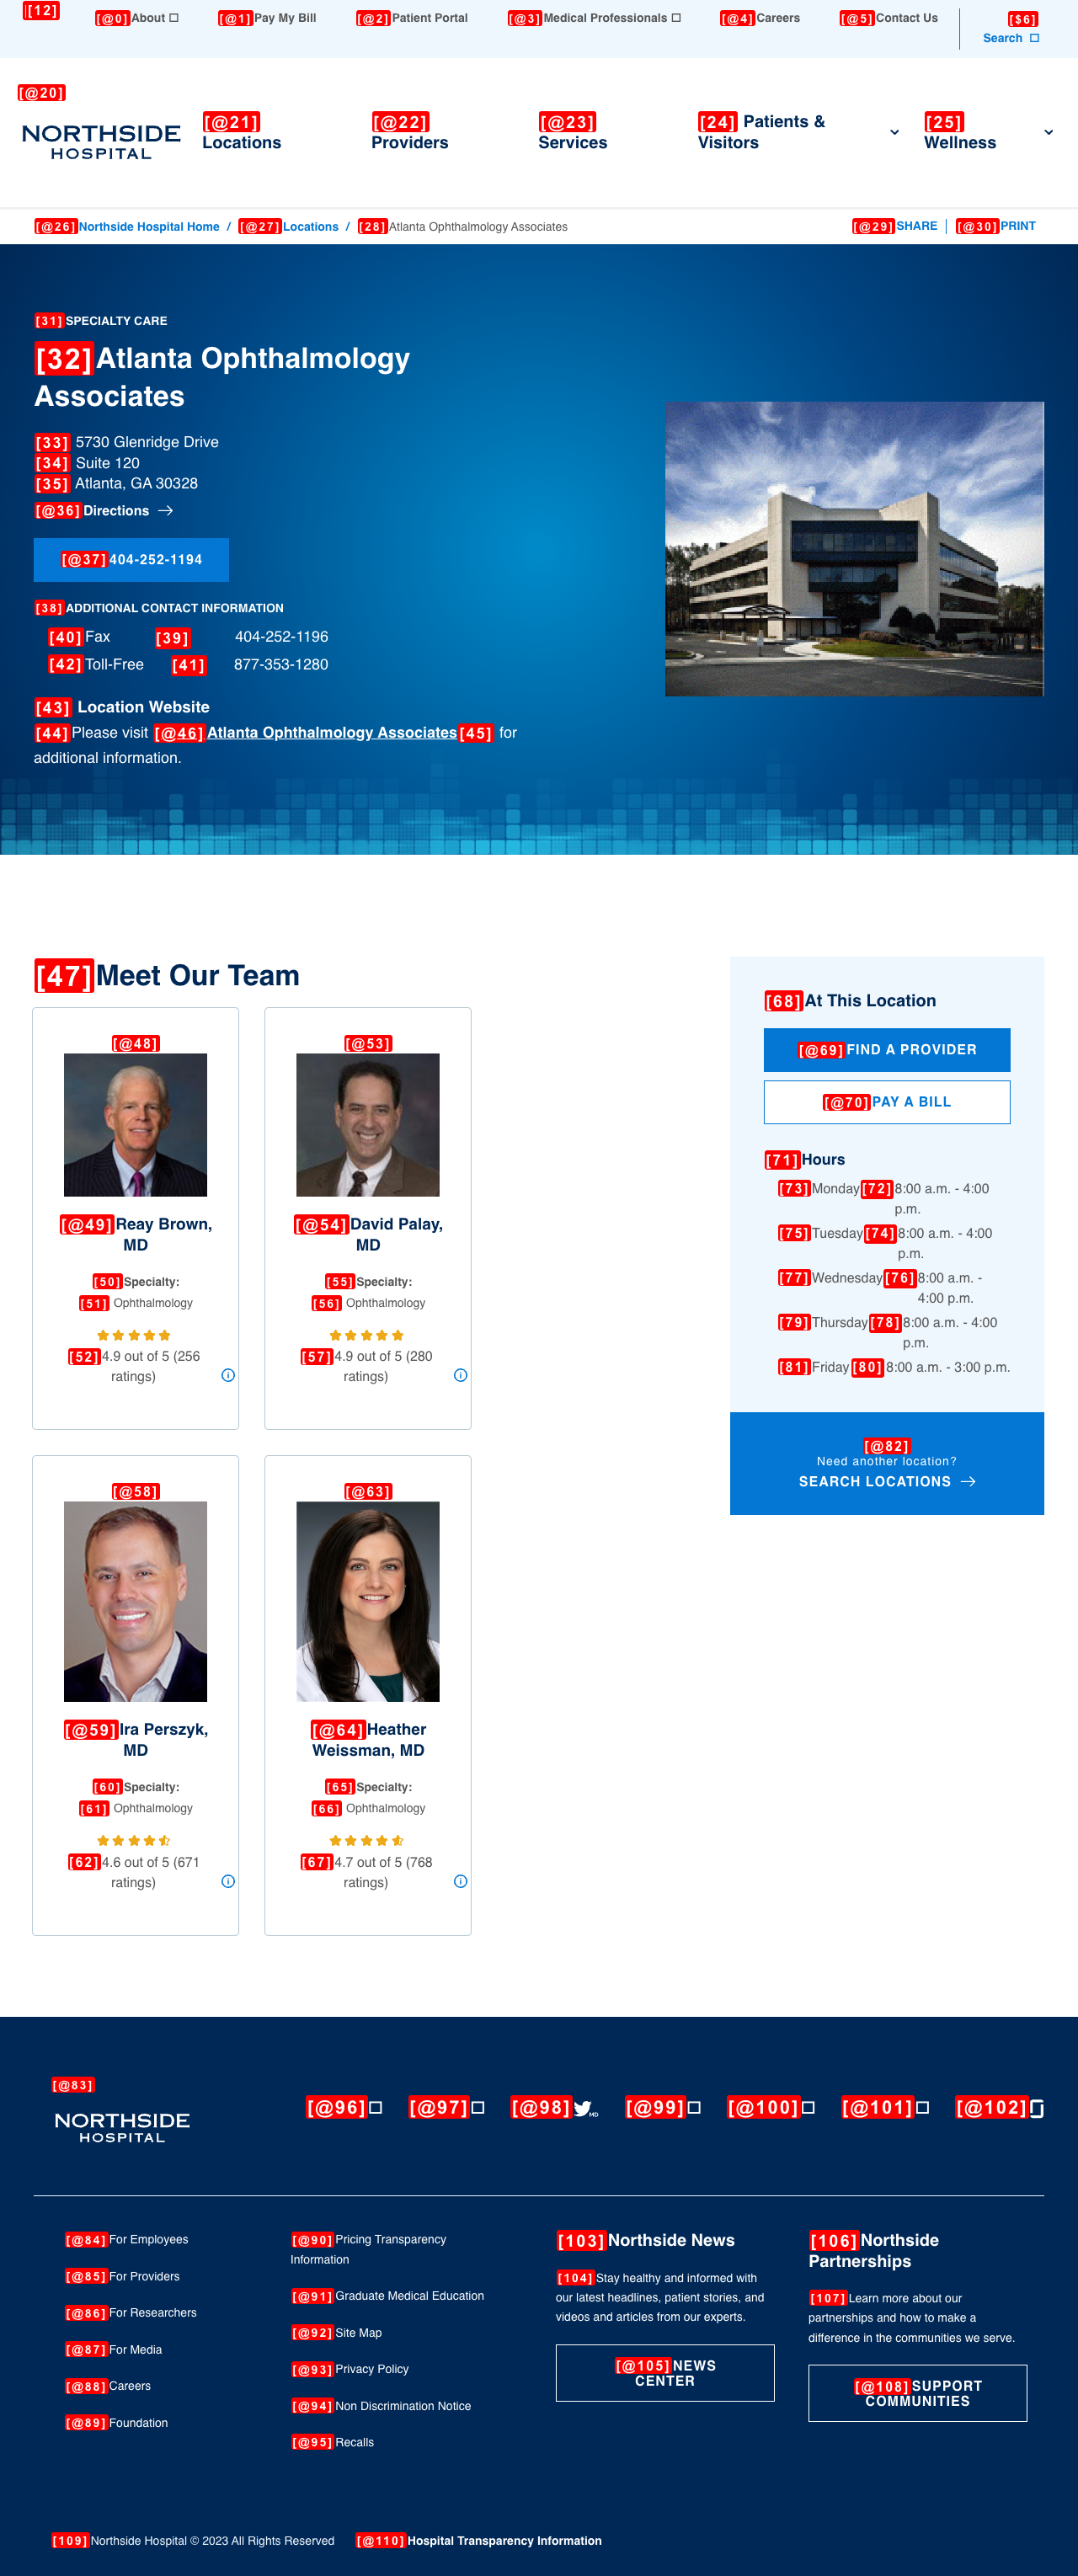 [12]
[@0]About
[@1]Pay My Bill
[@2]Patient Portal
[@3]Medical Professionals
[@4]Careers
[@5]Contact Us
[$6]
Search
[@20]
NORTHSIDE
HOSPITAL
[@21]
Locations
[@22]
Providers
[@23]
Services
[24] Patients &
Visitors
[25]
Wellness
[@26]Northside Hospital Home / [@27]Locations / [28]Atlanta Ophthalmology Associates
[@29]SHARE | [@30]PRINT
[31]SPECIALTY CARE
[32]Atlanta Ophthalmology
Associates
[33] 5730 Glenridge Drive
[34] Suite 120
[35] Atlanta, GA 30328
[@36]Directions
[@37]404-252-1194
[38]ADDITIONAL CONTACT INFORMATION
[40]Fax [39] 404-252-1196
[42]Toll-Free [41] 877-353-1280
[43] Location Website
[44]Please visit [@46]Atlanta Ophthalmology Associates[45] for
additional information.
[47]Meet Our Team
[@48]
[@49]Reay Brown,
MD
[50]Specialty:
[51] Ophthalmology
[52]4.9 out of 5 (256
ratings)
[@53]
[@54]David Palay,
MD
[55]Specialty:
[56] Ophthalmology
[57]4.9 out of 5 (280
ratings)
[@58]
[@59]Ira Perszyk,
MD
[60]Specialty:
[61] Ophthalmology
[62]4.6 out of 5 (671
ratings)
[@63]
[@64]Heather
Weissman, MD
[65]Specialty:
[66] Ophthalmology
[67]4.7 out of 5 (768
ratings)
[68]At This Location
[@69]FIND A PROVIDER
[@70]PAY A BILL
[71]Hours
[73]Monday[72]8:00 a.m. - 4:00
p.m.
[75]Tuesday[74]8:00 a.m. - 4:00
p.m.
[77]Wednesday[76]8:00 a.m. -
4:00 p.m.
[79]Thursday[78]8:00 a.m. - 4:00
p.m.
[81]Friday[80]8:00 a.m. - 3:00 p.m.
[@82]
Need another location?
SEARCH LOCATIONS
[@83]
NORTHSIDE
HOSPITAL
[@96]
[@97]
[@98] MD
[@99]
[@100]
[@101]
[@102]
[@84]For Employees
[@85]For Providers
[@86]For Researchers
[@87]For Media
[@88]Careers
[@89]Foundation
[@90]Pricing Transparency
Information
[@91]Graduate Medical Education
[@92]Site Map
[@93]Privacy Policy
[@94]Non Discrimination Notice
[@95]Recalls
[103]Northside News
[104]Stay healthy and informed with
our latest headlines, patient stories, and
videos and articles from our experts.
[@105]NEWS
CENTER
[106]Northside
Partnerships
[107]Learn more about our
partnerships and how to make a
difference in the communities we serve.
[@108]SUPPORT
COMMUNITIES
[109]Northside Hospital © 2023 All Rights Reserved
[@110]Hospital Transparency Information